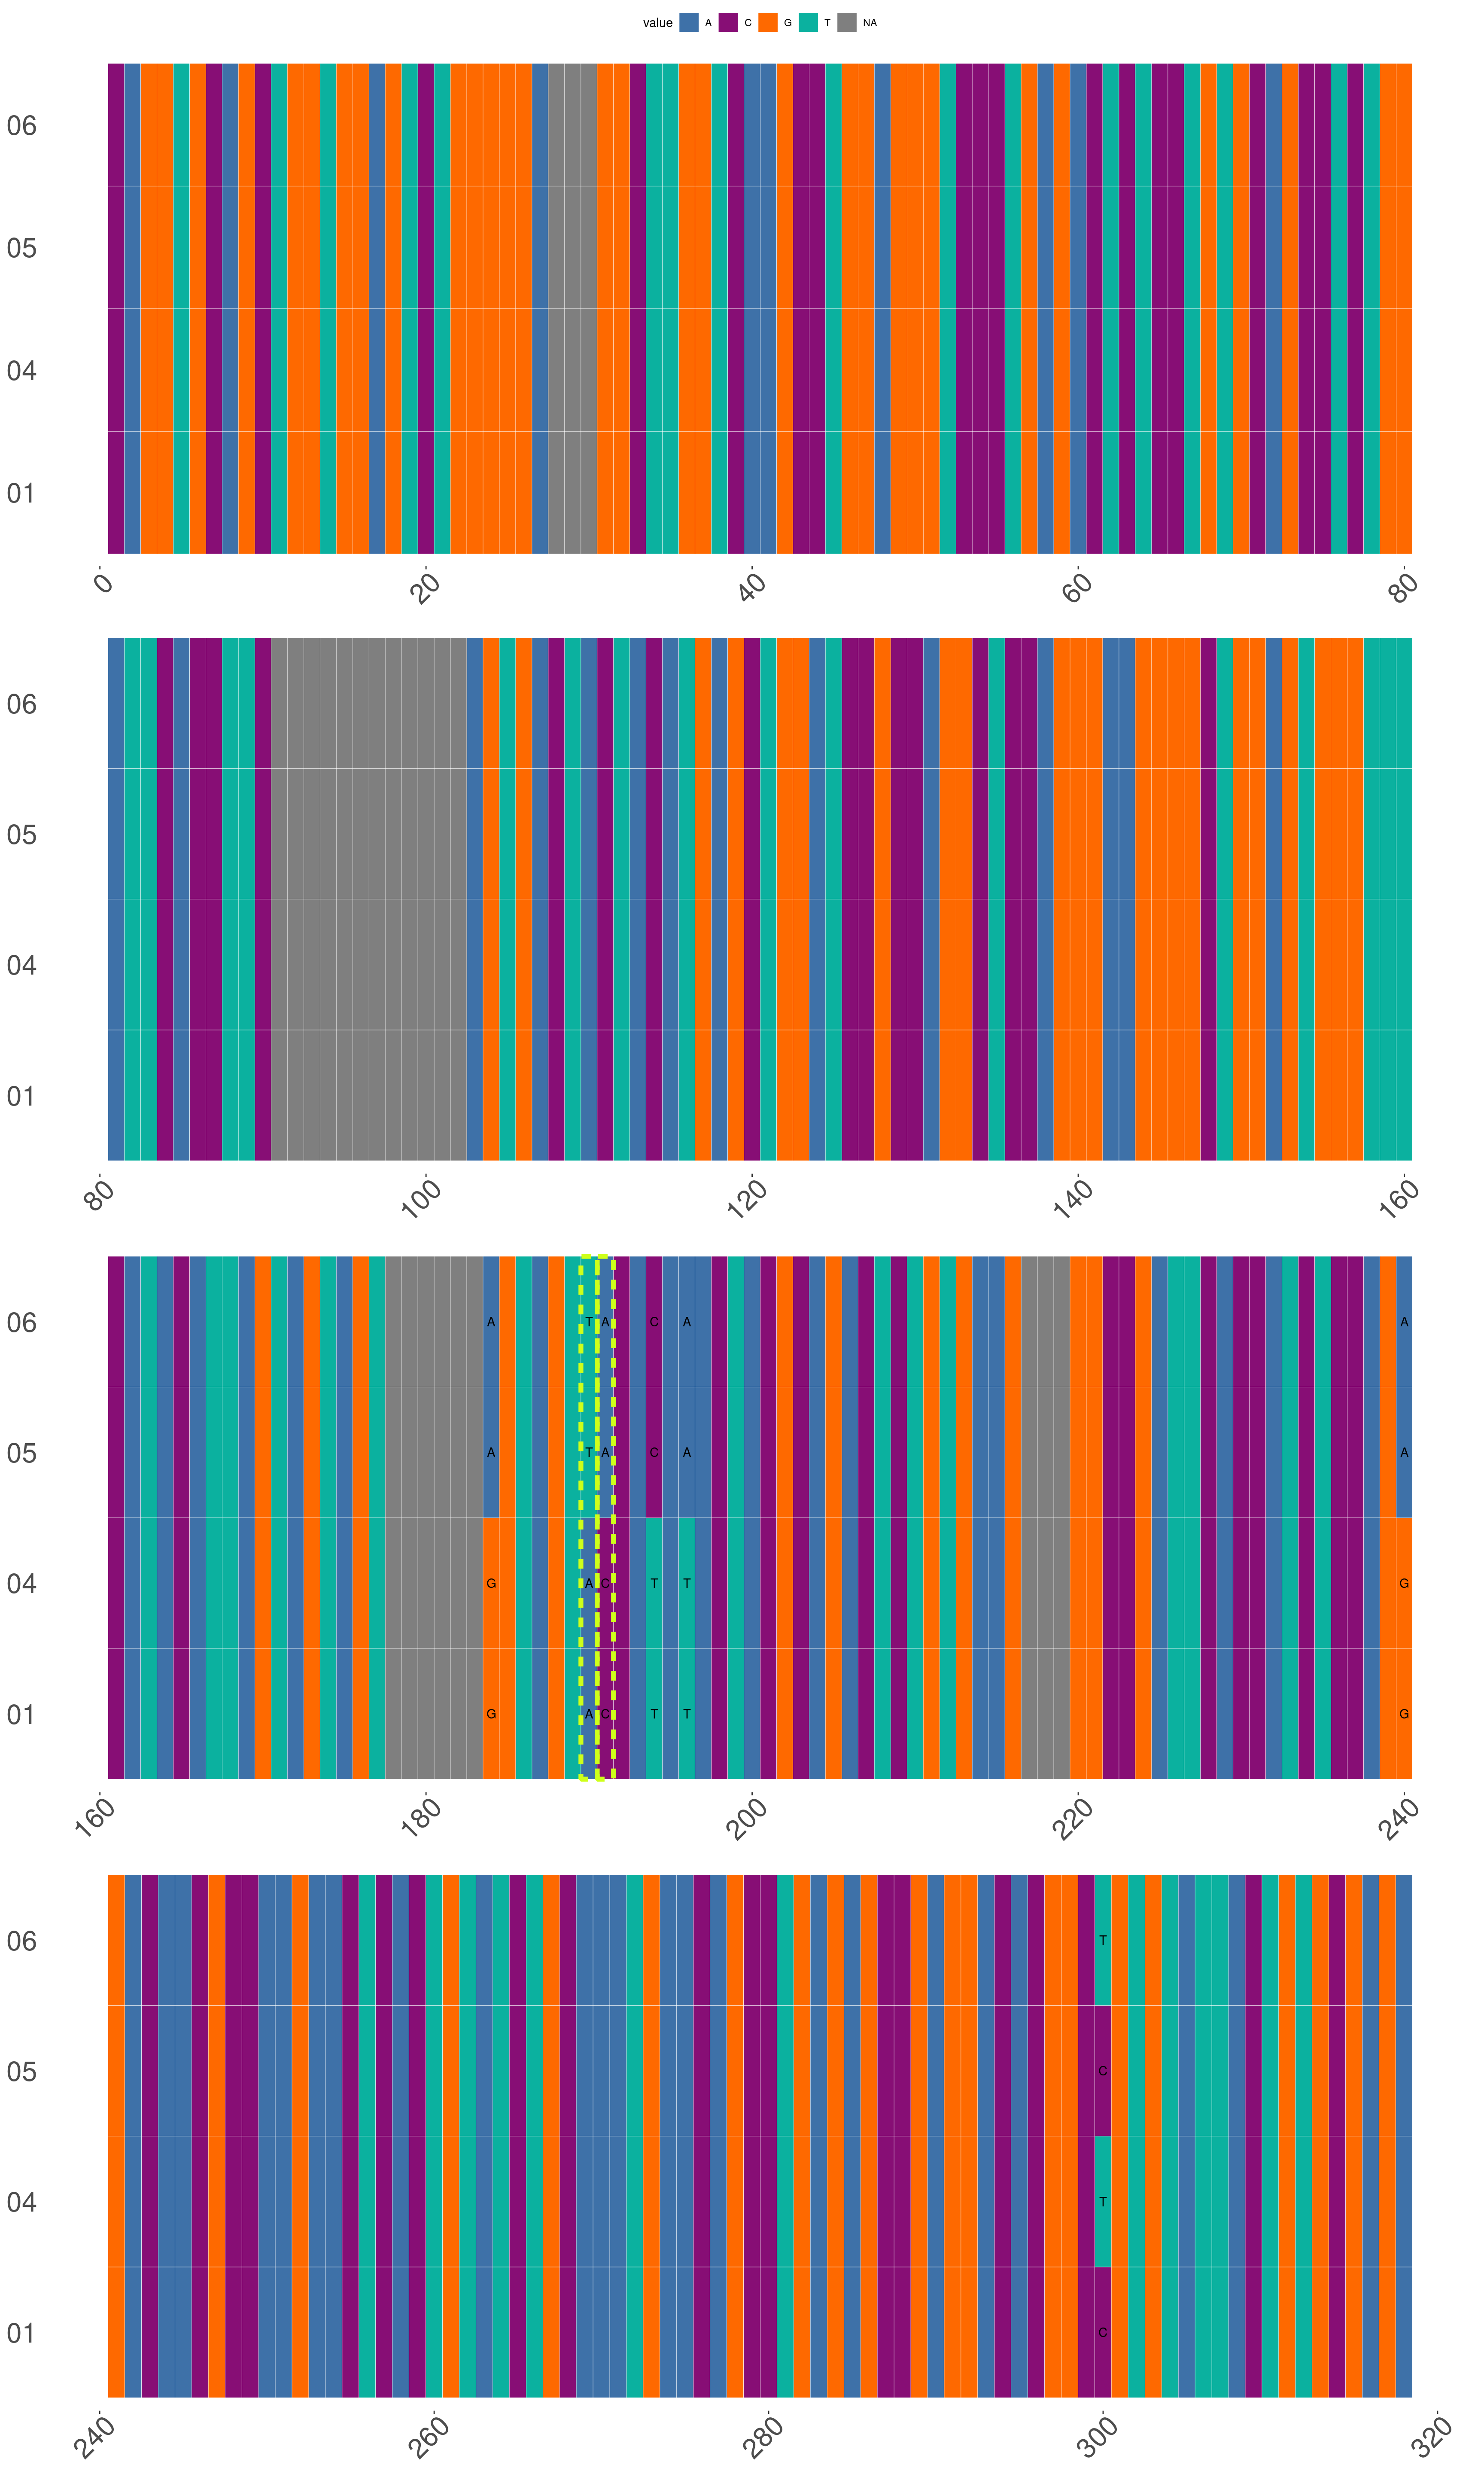 value A C G T NA
06
05
04
01
0 20 40 60 80
06
05
04
01
80 100 120 140 160
06 A T A C A A
05 A T A C A A
04 G A C T T G
01 G A C T T G
160 180 200 220 240
06 T
05 C
04 T
01 C
240 260 280 300 320